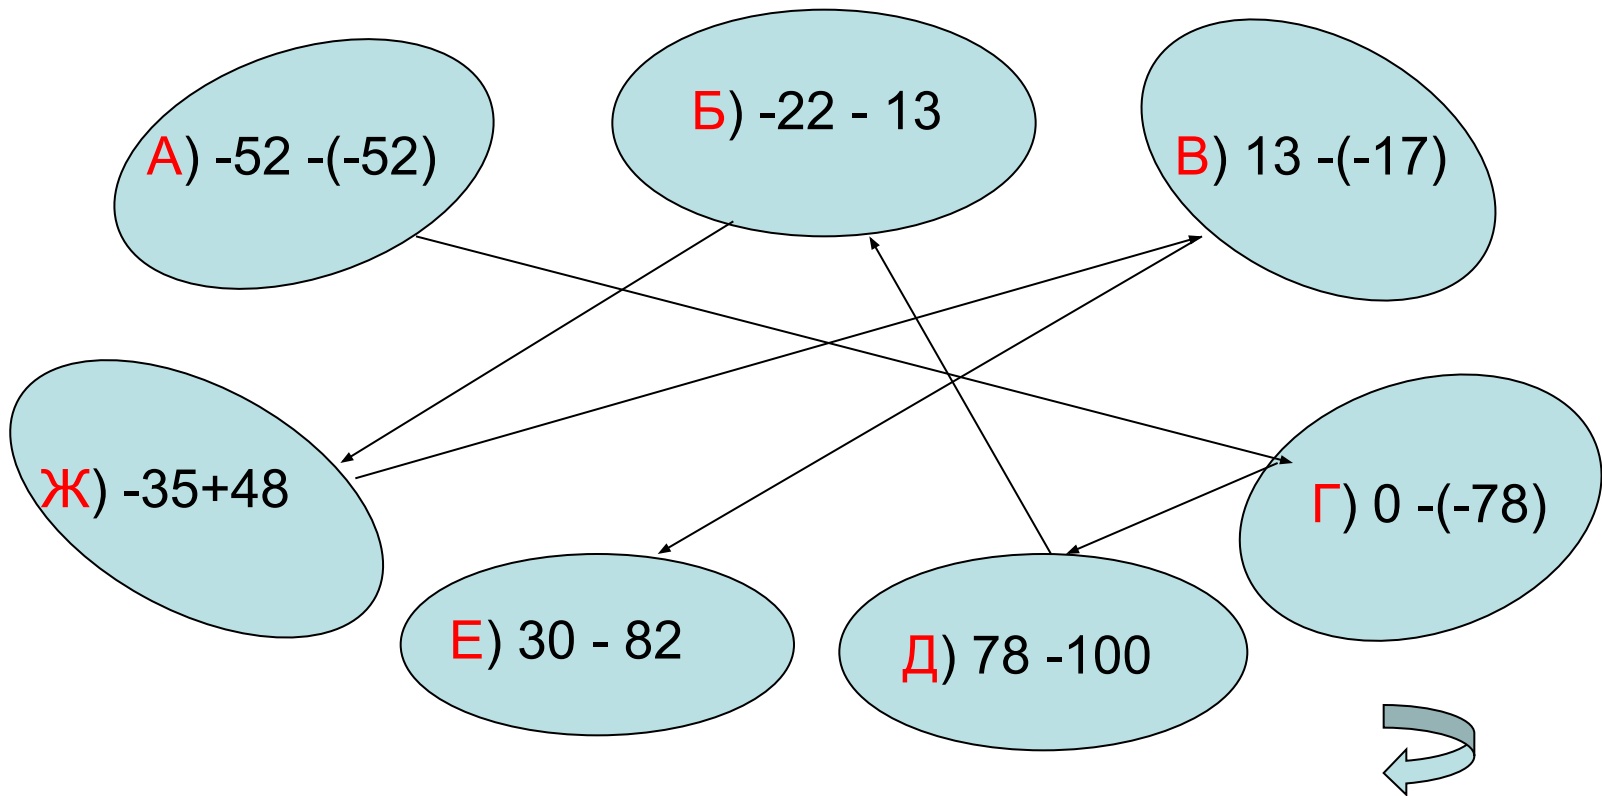 А) -52 -(-52)
Б) -22 - 13
В) 13 -(-17)
Ж) -35+48
Г) 0 -(-78)
Е) 30 - 82
Д) 78 -100